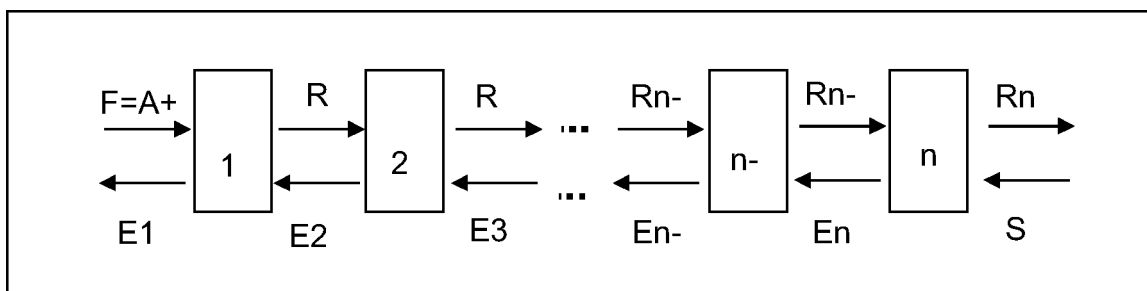 F=A+ R R Rn- Rn- Rn
1 2 ... ... n- n
E1 E2 E3 En- En S